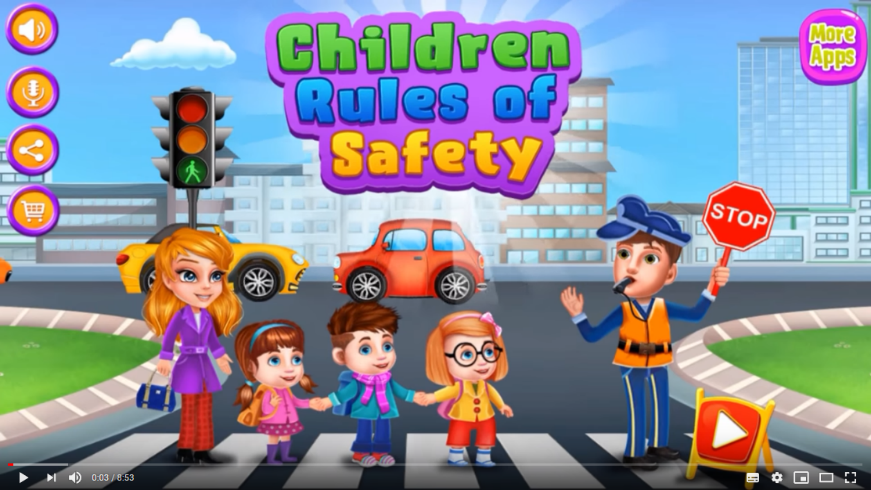 Children
Rules of
Safety
More
Apps
STOP
0:03 / 8:53